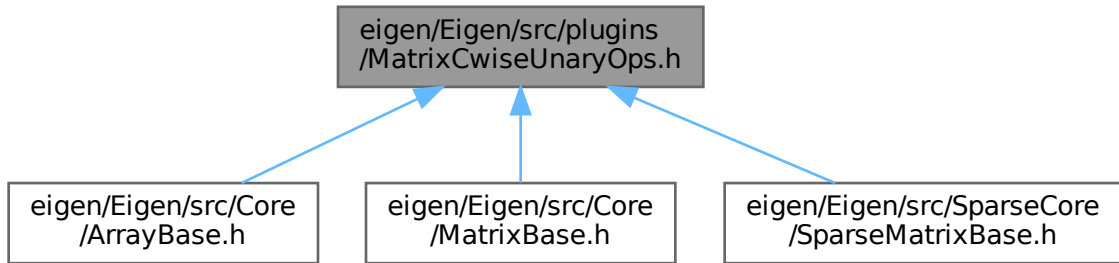 eigen/Eigen/src/plugins
/MatrixCwiseUnaryOps.h
eigen/Eigen/src/Core
/ArrayBase.h
eigen/Eigen/src/Core
/MatrixBase.h
eigen/Eigen/src/SparseCore
/SparseMatrixBase.h